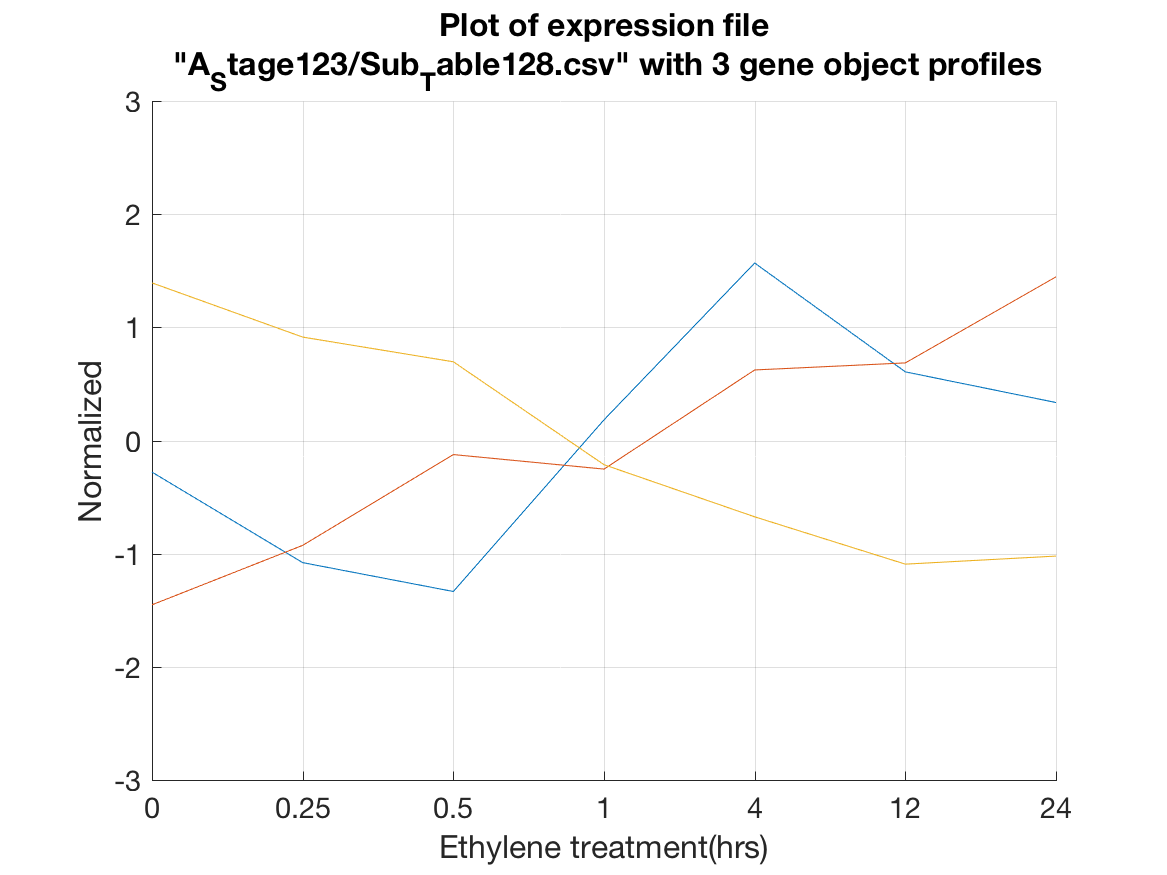 Plot of expression file
"A_Stage123/Sub_Table128.csv" with 3 gene object profiles
3
2
1
0
-1
-2
-3
Normalized
0 0.25 0.5 1 4 12 24
Ethylene treatment(hrs)